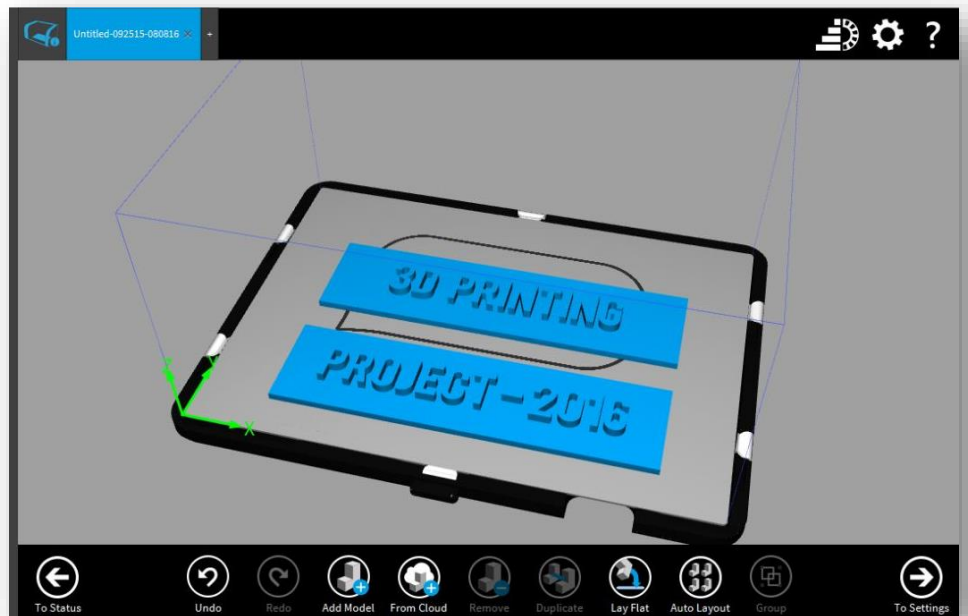 Untitled-092515-080816
3D PRINTING
PROJECT - 2016
X
To Status
Undo
Redo
Add Model
From Cloud
Remove
Duplicate
Lay Flat
Auto Layout
Group
To Settings